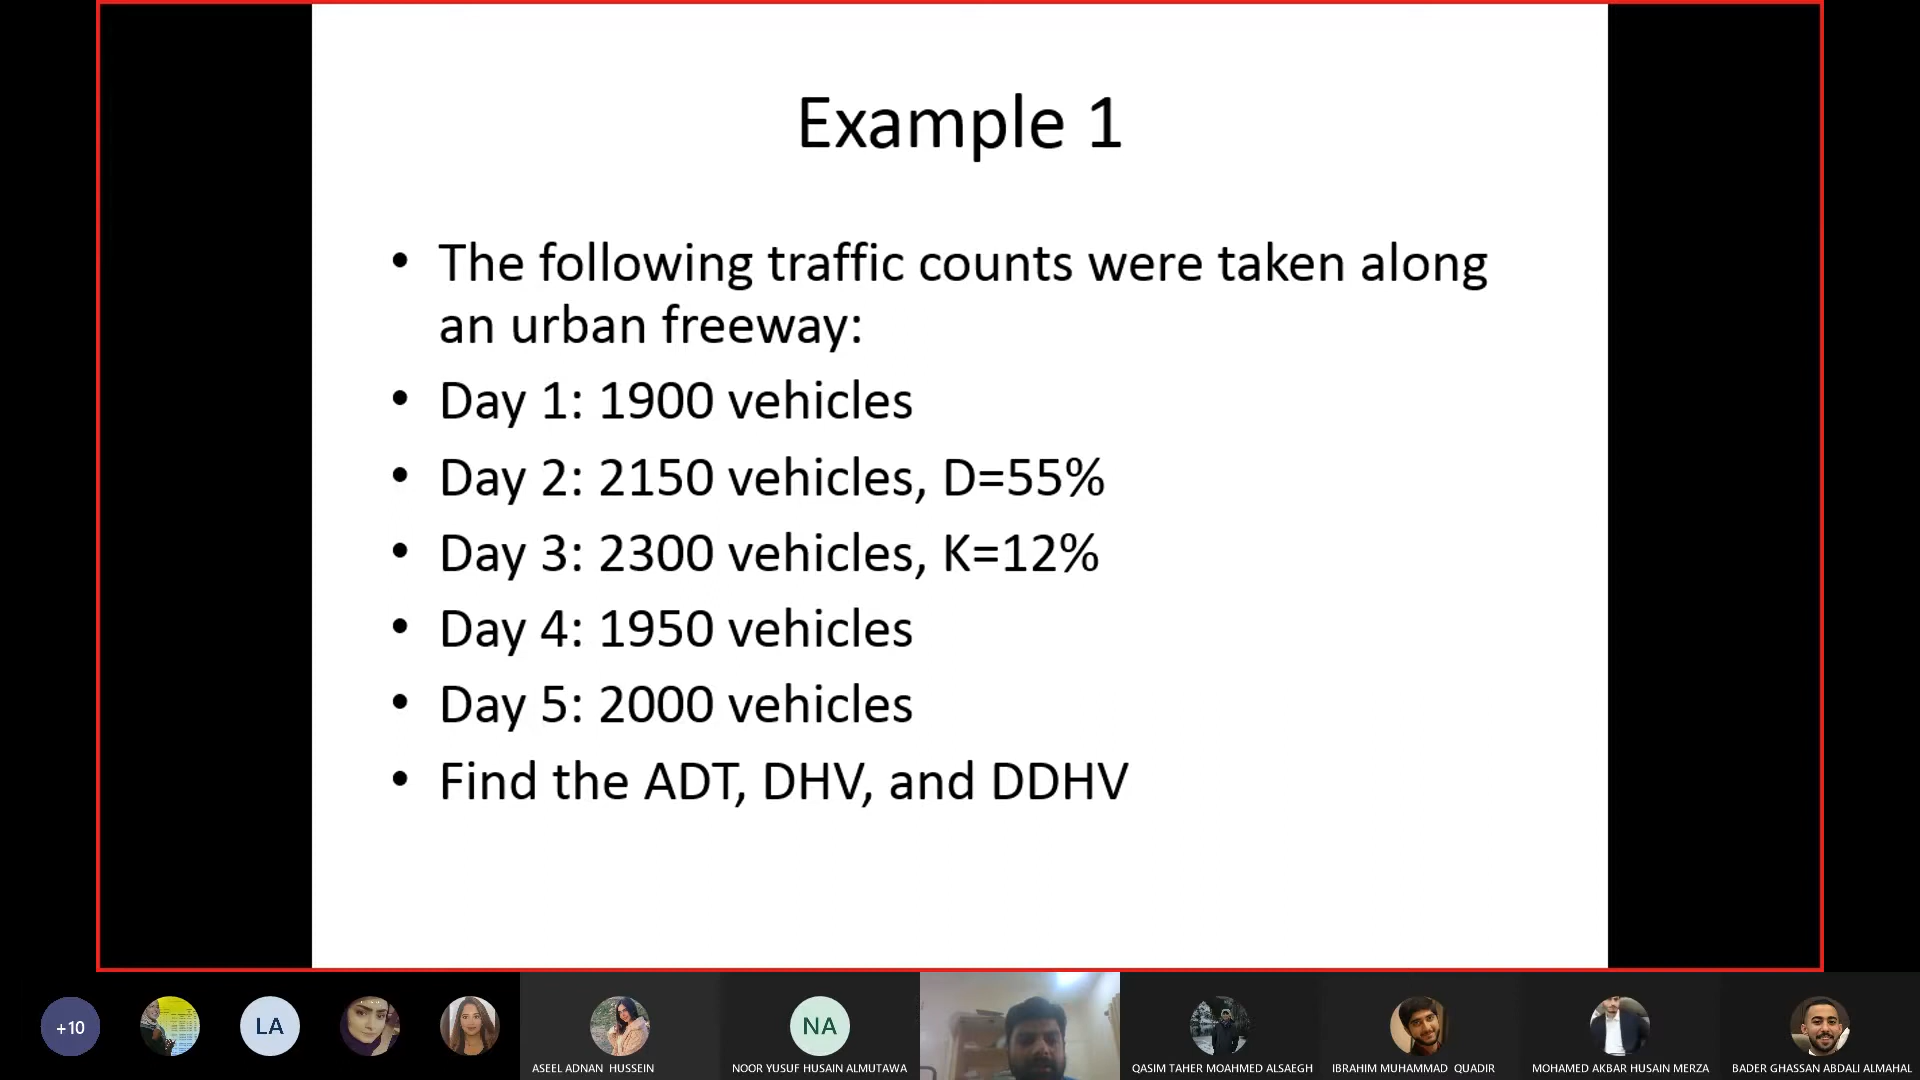 Example 1
• The following traffic counts were taken along
an urban freeway:
• Day 1: 1900 vehicles
• Day 2: 2150 vehicles, D=55%
• Day 3: 2300 vehicles, K=12%
• Day 4: 1950 vehicles
• Day 5: 2000 vehicles
• Find the ADT, DHV, and DDHV
+10
LA
NA
ASEEL ADNAN HUSSEIN
NOOR YUSUF HUSAIN ALMUTAWA
QASIM TAHER MOAHMED ALSAEGH
IBRAHIM MUHAMMAD QUADIR
MOHAMED AKBAR HUSAIN MERZA
BADER GHASSAN ABDALI ALMAHAL